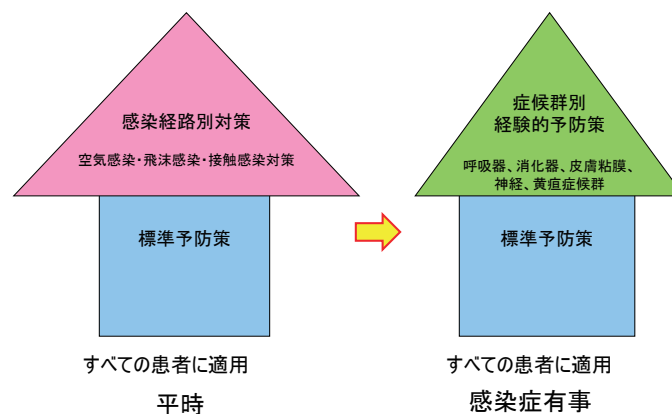 感染経路別対策
空気感染・飛沫感染・接触感染対策
標準予防策
すべての患者に適用
平時
症候群別
経験的予防策
呼吸器、消化器、皮膚粘膜、
神経、黄疸症候群
標準予防策
すべての患者に適用
感染症有事